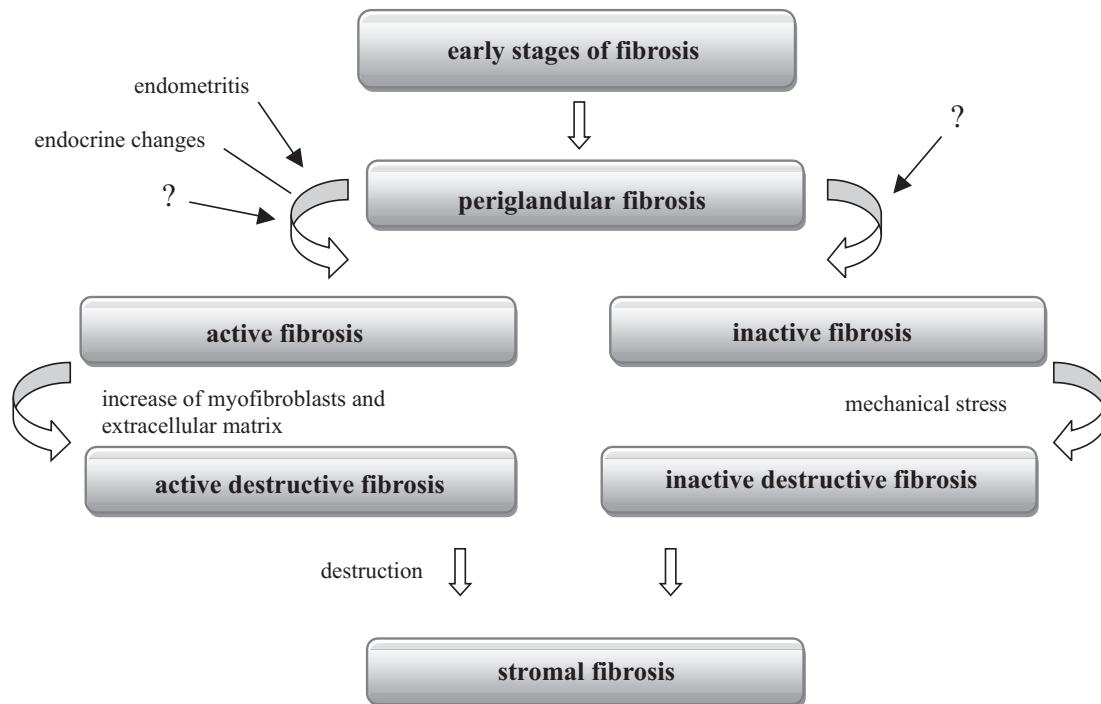 early stages of fibrosis
endometritis
endocrine changes
?
?
periglandular fibrosis
active fibrosis
inactive fibrosis
increase of myofibroblasts and
extracellular matrix
mechanical stress
active destructive fibrosis
inactive destructive fibrosis
destruction
stromal fibrosis